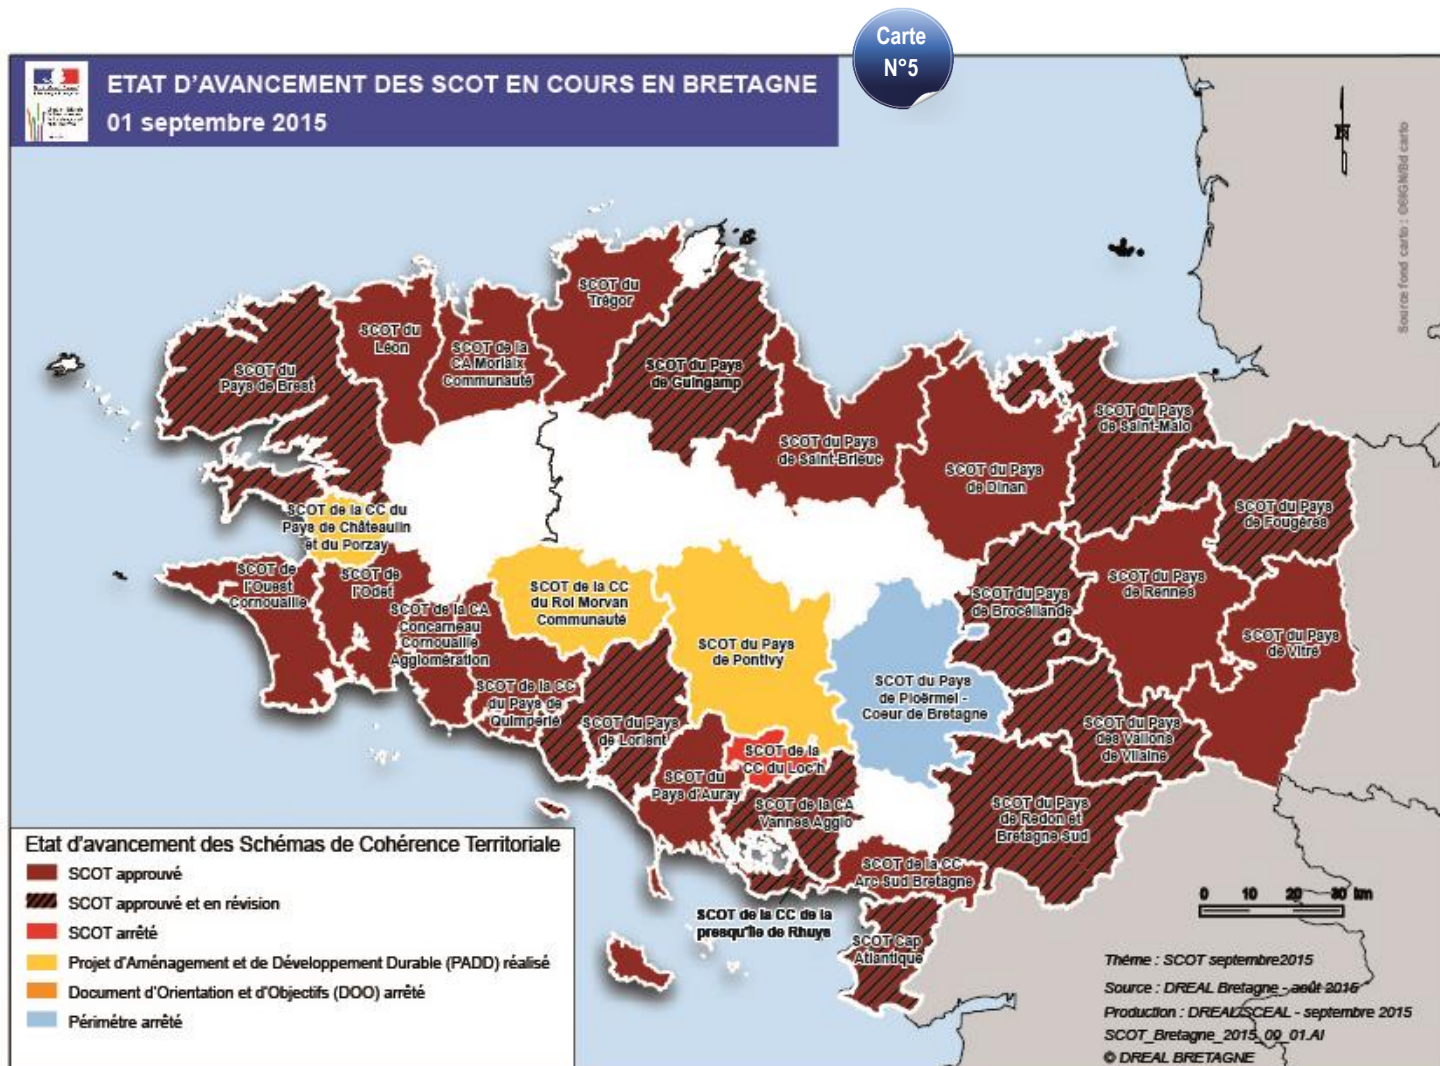 Carte
N°5
ETAT D'AVANCEMENT DES SCOT EN COURS EN BRETAGNE
01 septembre 2015
N
Source fond carto : ©IGN/Bd carto
SCOT du
Trégor
SCOT du
Léon
SCOT de la
CA Morlaix
Communauté
SCOT du
Pays de Brest
SCOT du Pays
de Guingamp
SCOT du Pays
de Saint-Brieuc
SCOT du Pays
de Dinan
SCOT du Pays
de Saint-Malo
SCOT du Pays
de Fougères
SCOT de la CC du
Pays de Châteaulin
et du Porzay
SCOT de
l'Ouest
Cornouaille
SCOT de
l'Odet
SCOT de la CA
Concarneau
Cornouaille
Agglomération
SCOT de la CC
du Roi Morvan
Communauté
SCOT du Pays
de Pontivy
SCOT du Pays
de Brocéliande
SCOT du Pays
de Rennes
SCOT du Pays
de Vitré
SCOT de la CC
du Pays de
Quimperlé
SCOT du Pays
de Lorient
SCOT du Pays
de Ploërmel -
Coeur de Bretagne
SCOT du Pays
des Vallons
de Vilaine
SCOT du
Pays d'Auray
SCOT de la
CC du Loc'h
SCOT de la CA
Vannes Agglo
SCOT du Pays
de Redon et
Bretagne Sud
SCOT de la CC
Arc Sud Bretagne
SCOT de la CC de la
presqu'île de Rhuys
SCOT Cap
Atlantique
Etat d'avancement des Schémas de Cohérence Territoriale
SCOT approuvé
SCOT approuvé et en révision
SCOT arrêté
Projet d'Aménagement et de Développement Durable (PADD) réalisé
Document d'Orientation et d'Objectifs (DOO) arrêté
Périmétre arrêté
0 10 20 30 km
Thème : SCOT septembre2015
Source : DREAL Bretagne - août 2015
Production : DREAL/SCEAL - septembre 2015
SCOT_Bretagne_2015_09_01.AI
© DREAL BRETAGNE